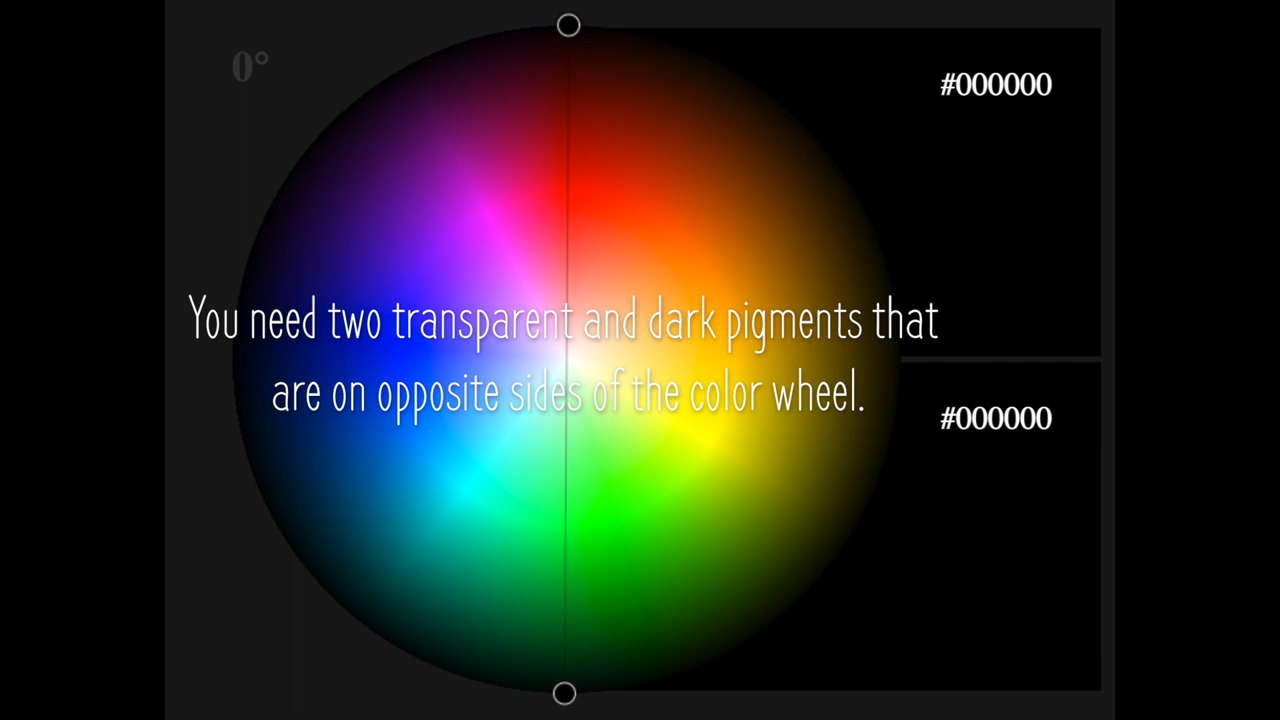 0°
#000000
You need two transparent and dark pigments that
are on opposite sides of the color wheel.
#000000